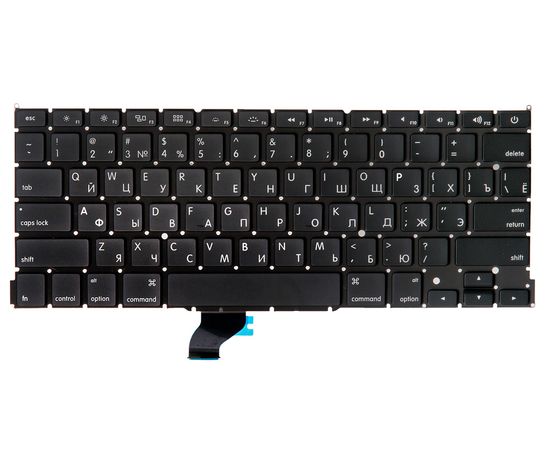 esc F1 F2 F3 F4 F5 F6 F7 F8 F9 F10 F11 F12
~ ! @ " # № $ % % : ^ , & . * ; ( ) _ +
` 1 2 3 4 5 6 7 8 9 0 - = delete
tab Q Й W Ц E У R К T Е Y Н U Г I Ш O Щ P З { [ Х } ] Ъ | \ Ё
caps lock A Ф S Ы D В F А G П H Р J О K Л L Д : ; Ж " ' Э enter return
shift Z Я X Ч C С V М B И N Т M Ь < , Б > . Ю ? / shift
alt ⌘ ⌘ alt
fn control option command command option